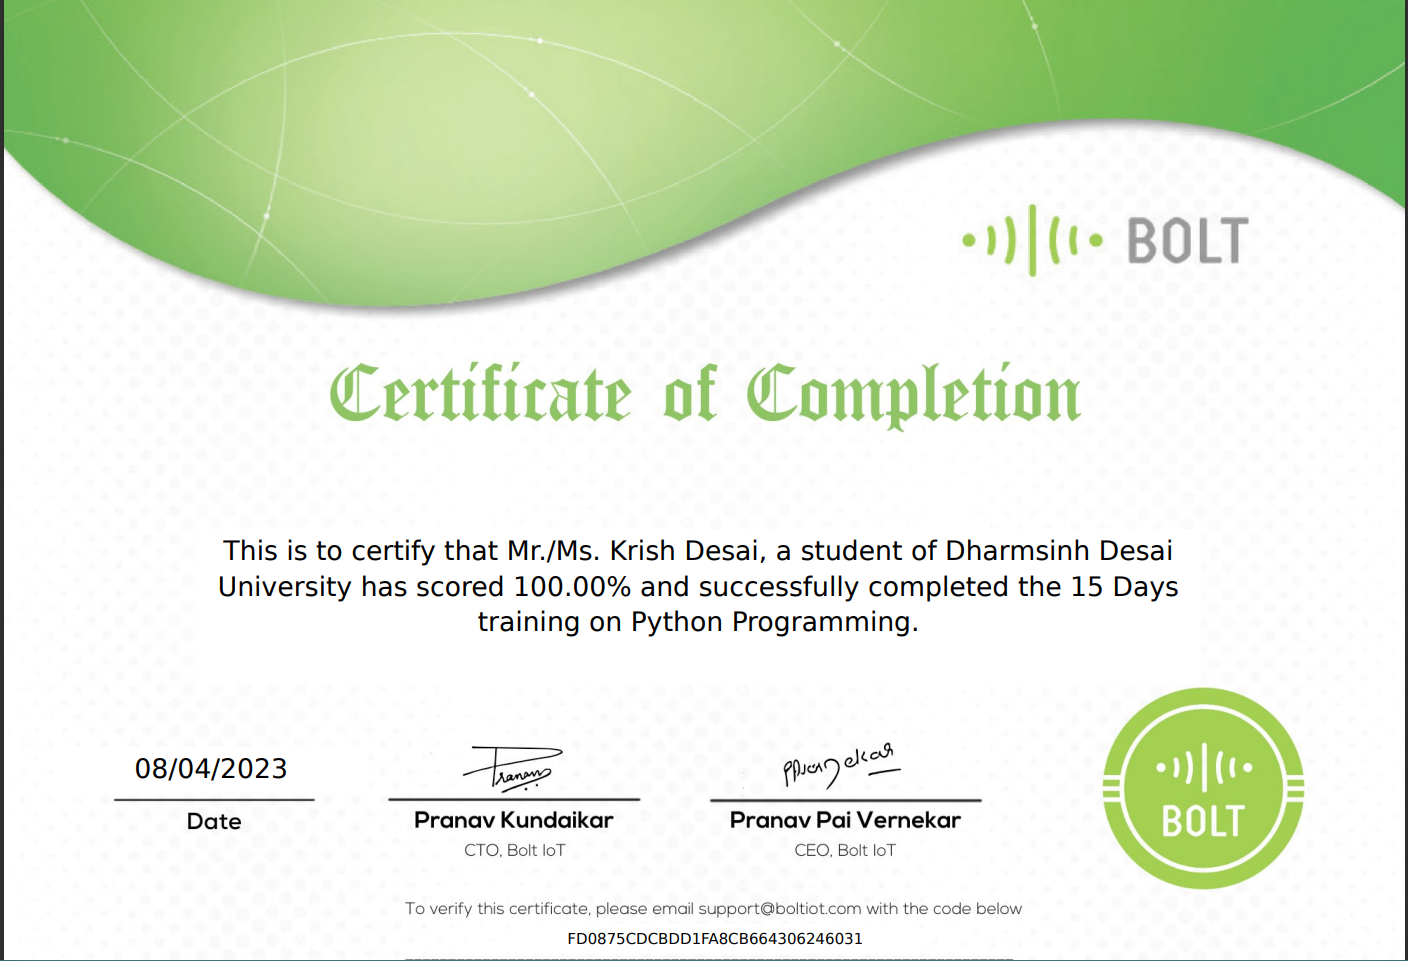 BOLT
Certificate of Completion
This is to certify that Mr./Ms. Krish Desai, a student of Dharmsinh Desai
University has scored 100.00% and successfully completed the 15 Days
training on Python Programming.
08/04/2023
Date
Pranav
Pranav Kundaikar
CTO, Bolt IoT
Pranav Pai Vernekar
CEO, Bolt IoT
BOLT
To verify this certificate, please email support@boltiot.com with the code below
FD0875CDCBDD1FA8CB664306246031